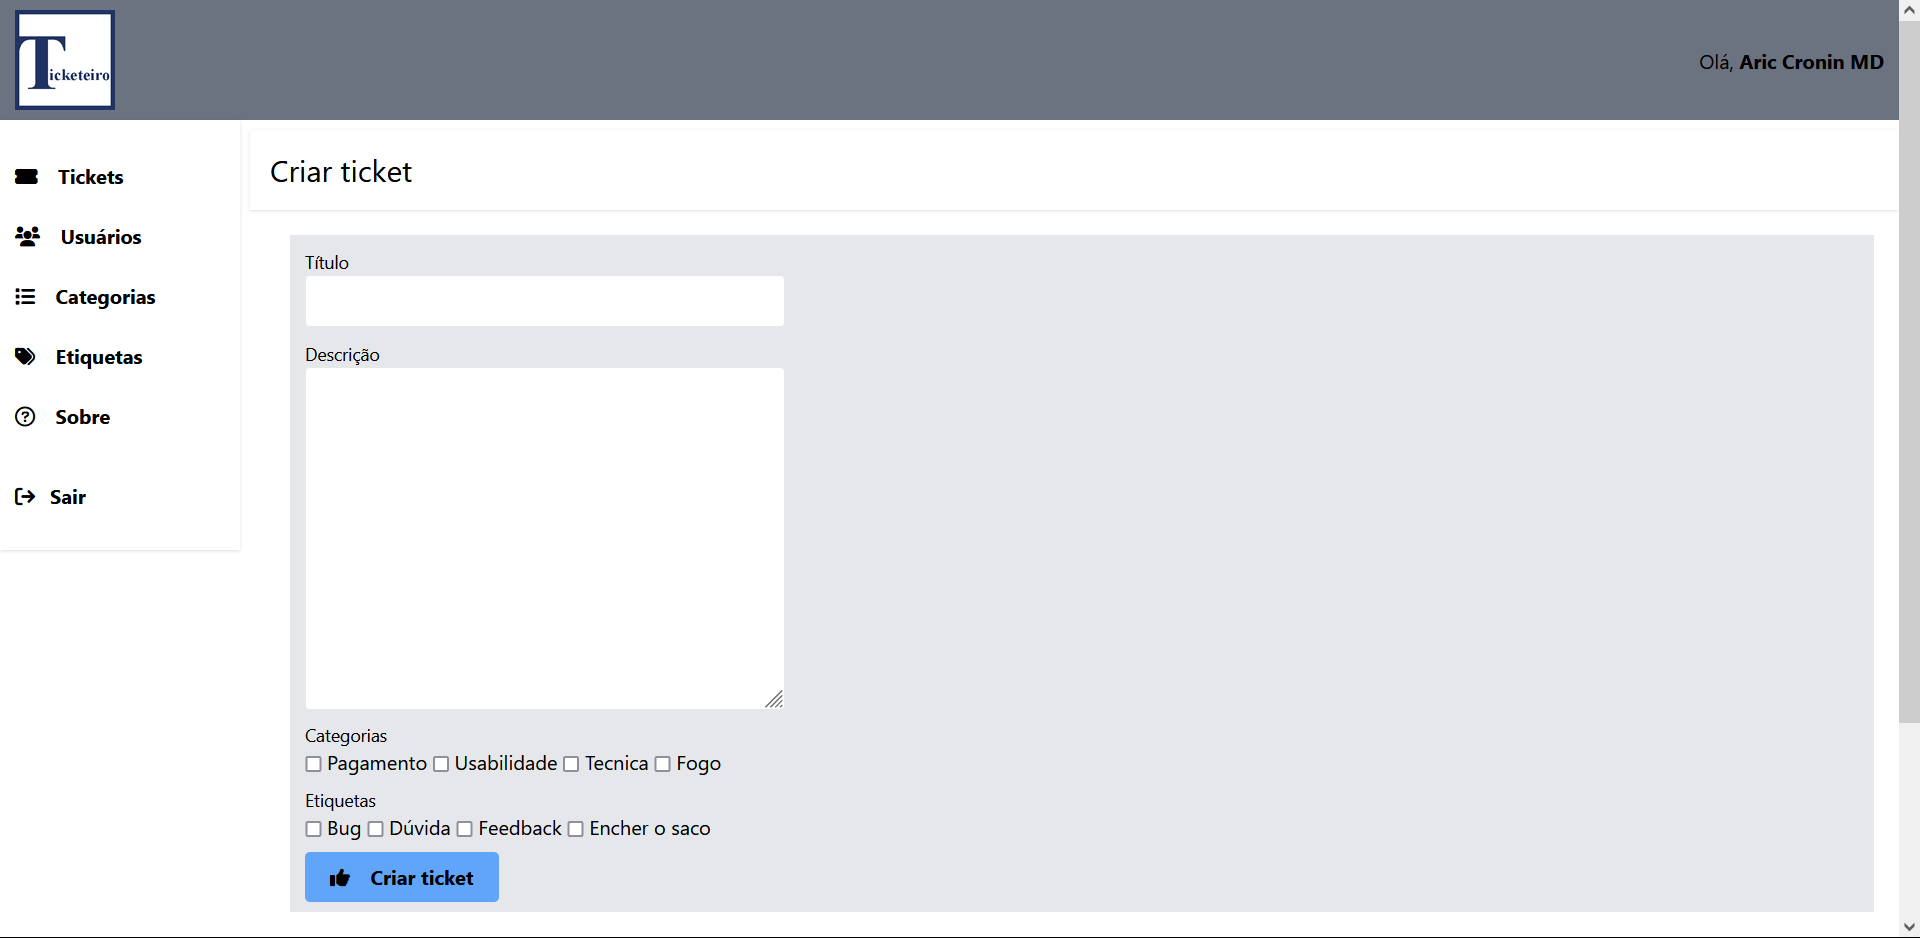 Ticketeiro
Olá, Aric Cronin MD
Tickets
Usuários
Categorias
Etiquetas
Sobre
Sair
Criar ticket
Título
Descrição
Categorias
Pagamento Usabilidade Tecnica Fogo
Etiquetas
Bug Dúvida Feedback Encher o saco
Criar ticket